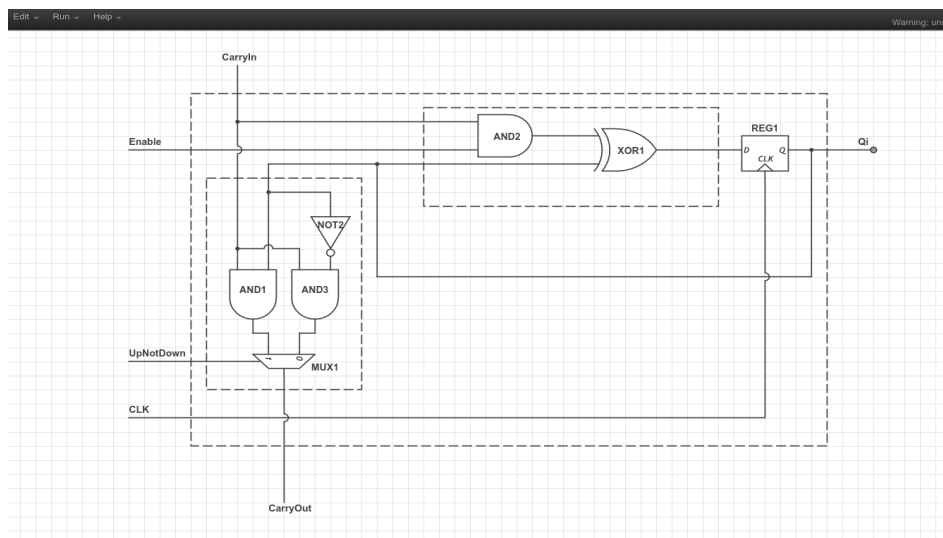 Edit Run Help
Warning: uns
CarryIn
Enable
AND2
XOR1
REG1
D Q
CLK
Qi
NOT2
AND1 AND3
UpNotDown
1 0
MUX1
CLK
CarryOut